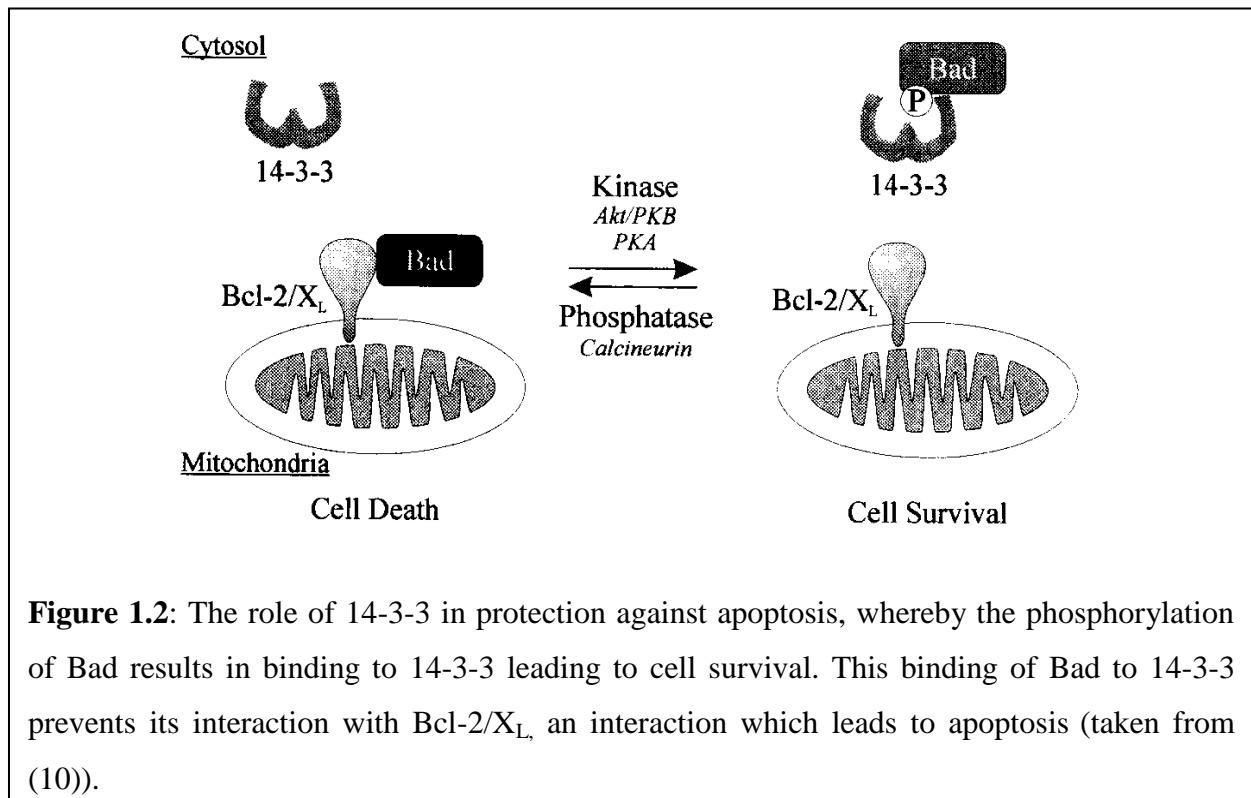 Cytosol
14-3-3
Bad
P
14-3-3
Kinase
Akt/PKB
PKA
Bad
Bcl-2/X_L
Bcl-2/X_L
Phosphatase
Calcineurin
Mitochondria
Cell Death
Cell Survival
Figure 1.2: The role of 14-3-3 in protection against apoptosis, whereby the phosphorylation
of Bad results in binding to 14-3-3 leading to cell survival. This binding of Bad to 14-3-3
prevents its interaction with Bcl-2/X_L, an interaction which leads to apoptosis (taken from
(10)).